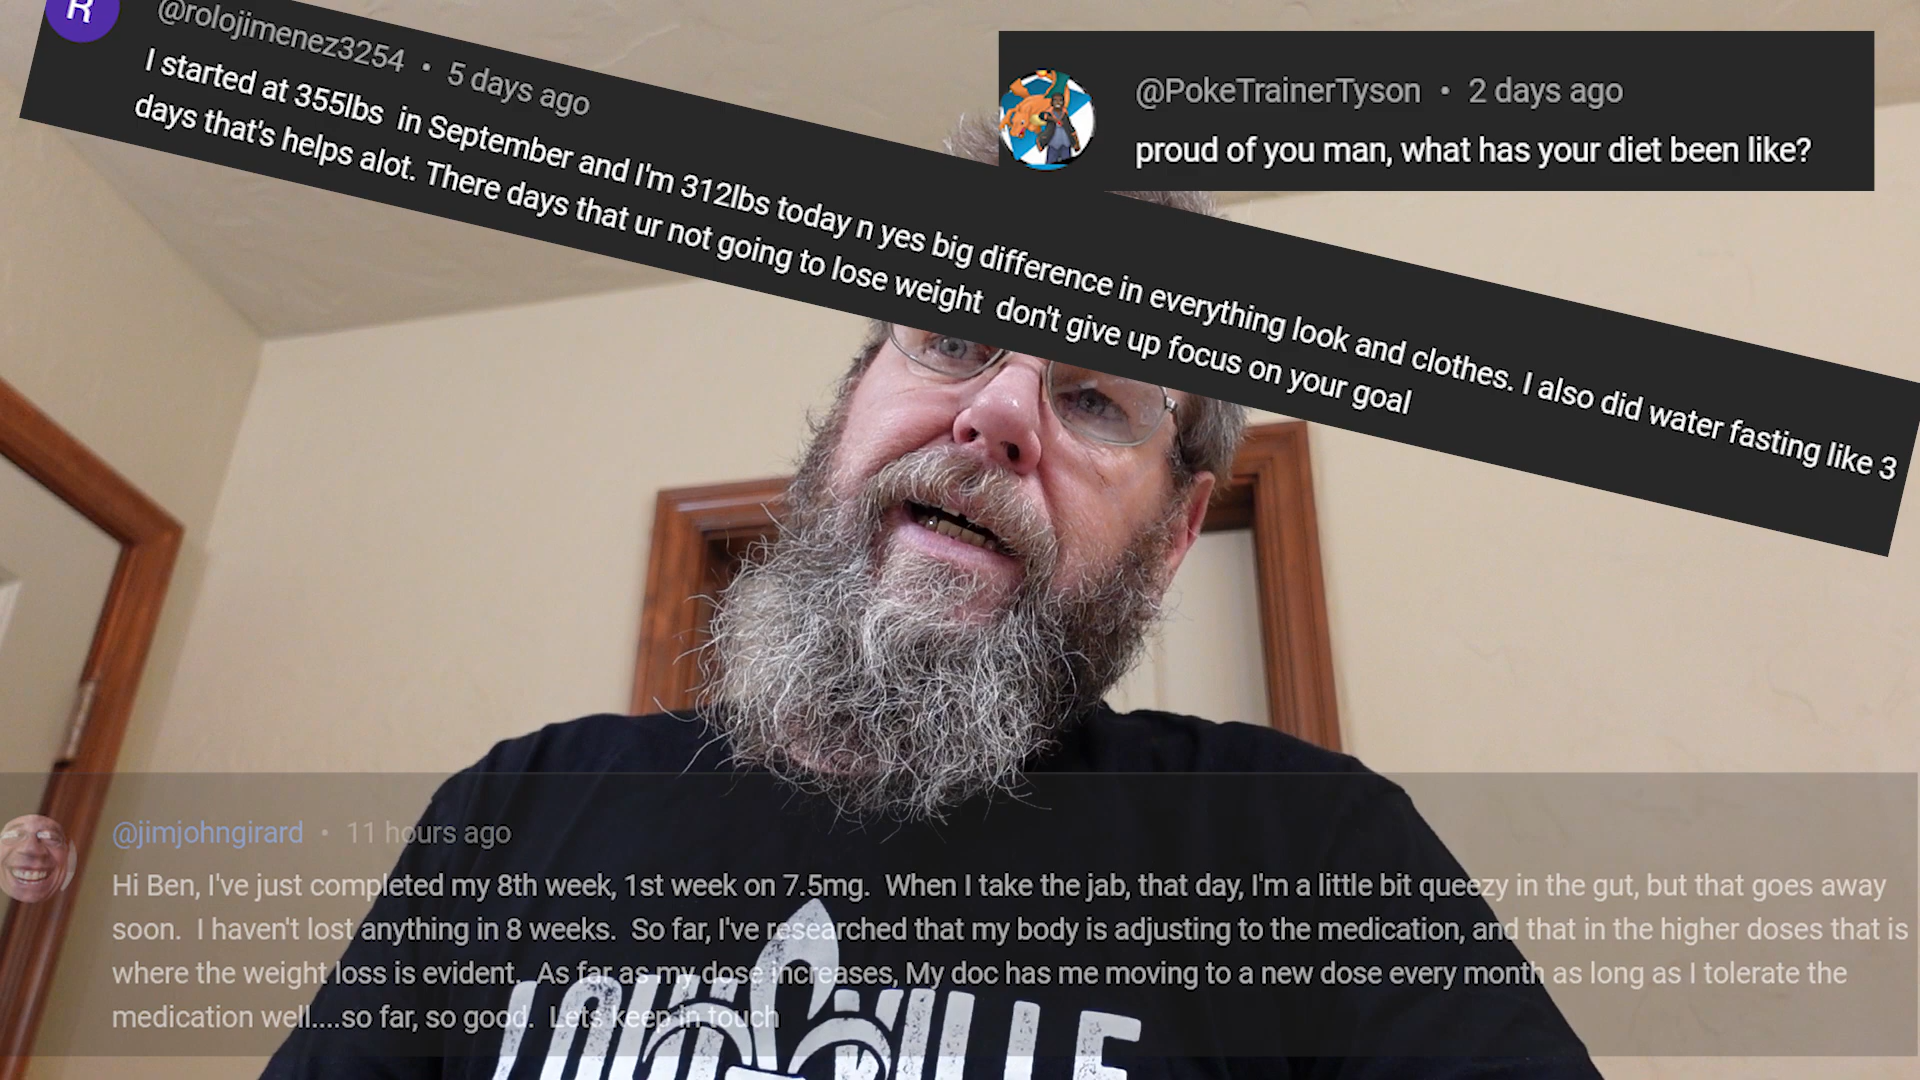 R
@rolojimenez3254 • 5 days ago
I started at 355lbs in September and I'm 312lbs today n yes big difference in everything look and clothes. I also did water fasting like 3
days that's helps alot. There days that ur not going to lose weight don't give up focus on your goal
@PokeTrainerTyson • 2 days ago
proud of you man, what has your diet been like?
@jimjohngirard • 11 hours ago
Hi Ben, I've just completed my 8th week, 1st week on 7.5mg. When I take the jab, that day, I'm a little bit queezy in the gut, but that goes away
soon. I haven't lost anything in 8 weeks. So far, I've researched that my body is adjusting to the medication, and that in the higher doses that is
where the weight loss is evident. As far as my dose increases, My doc has me moving to a new dose every month as long as I tolerate the
medication well....so far, so good. Lets keep in touch
LOUISVILLE